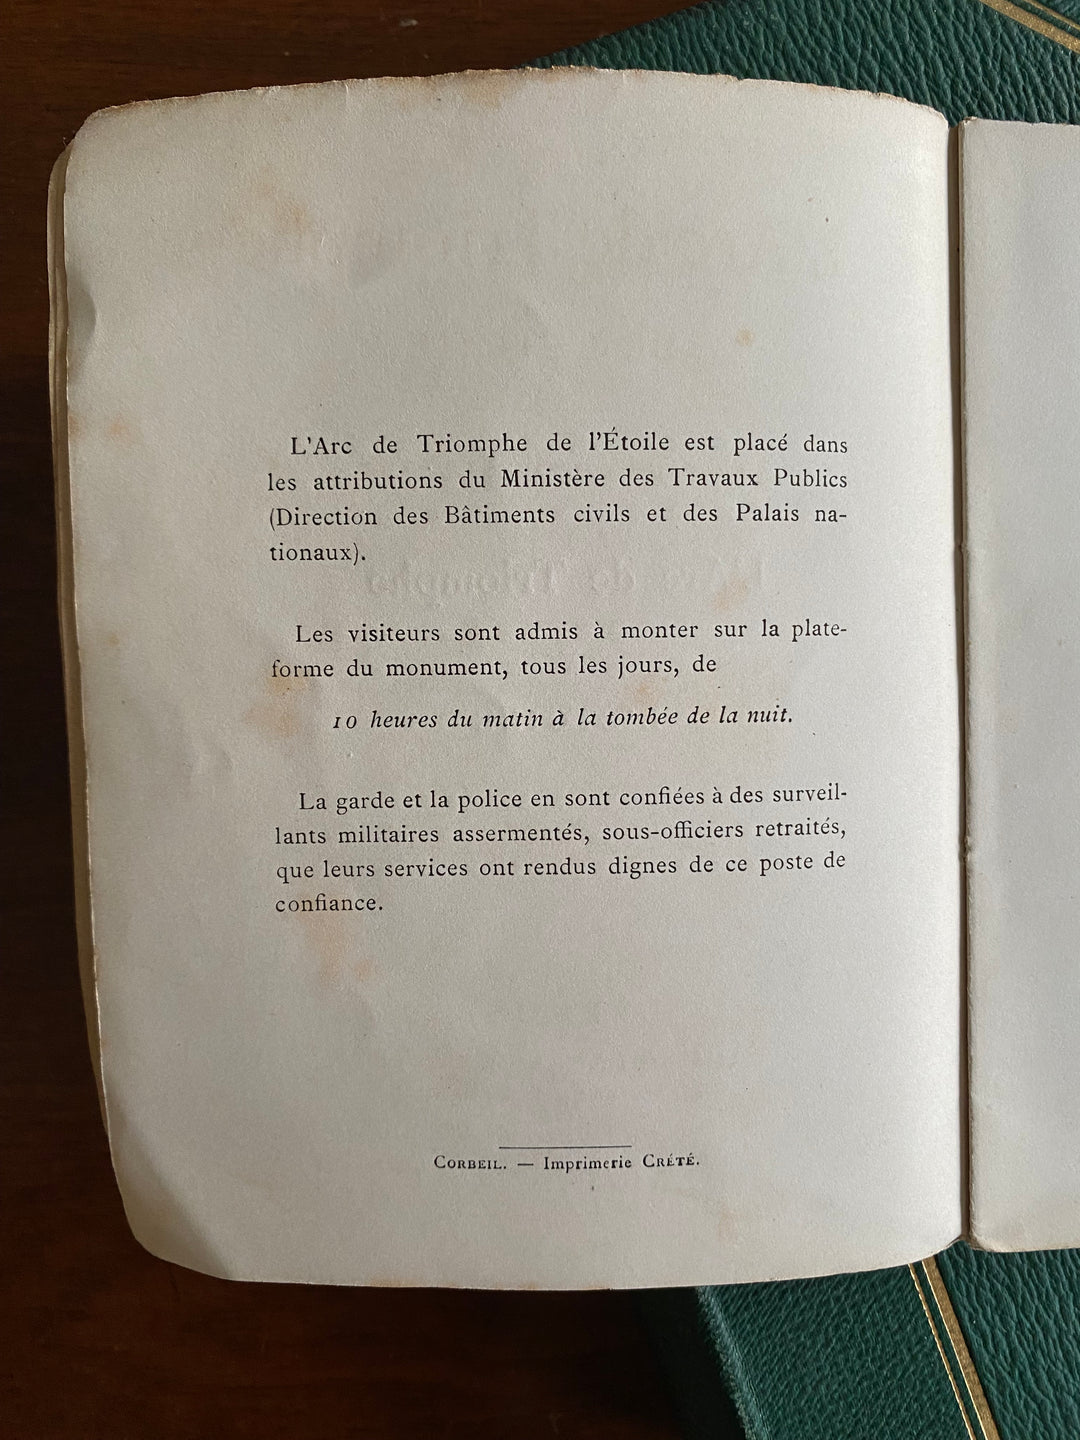 L'Arc de Triomphe de l'Étoile est placé dans
les attributions du Ministère des Travaux Publics
(Direction des Bâtiments civils et des Palais na-
tionaux).
Les visiteurs sont admis à monter sur la plate-
forme du monument, tous les jours, de
10 heures du matin à la tombée de la nuit.
La garde et la police en sont confiées à des surveil-
lants militaires assermentés, sous-officiers retraités,
que leurs services ont rendus dignes de ce poste de
confiance.
CORBEIL. — Imprimerie CRÉTÉ.